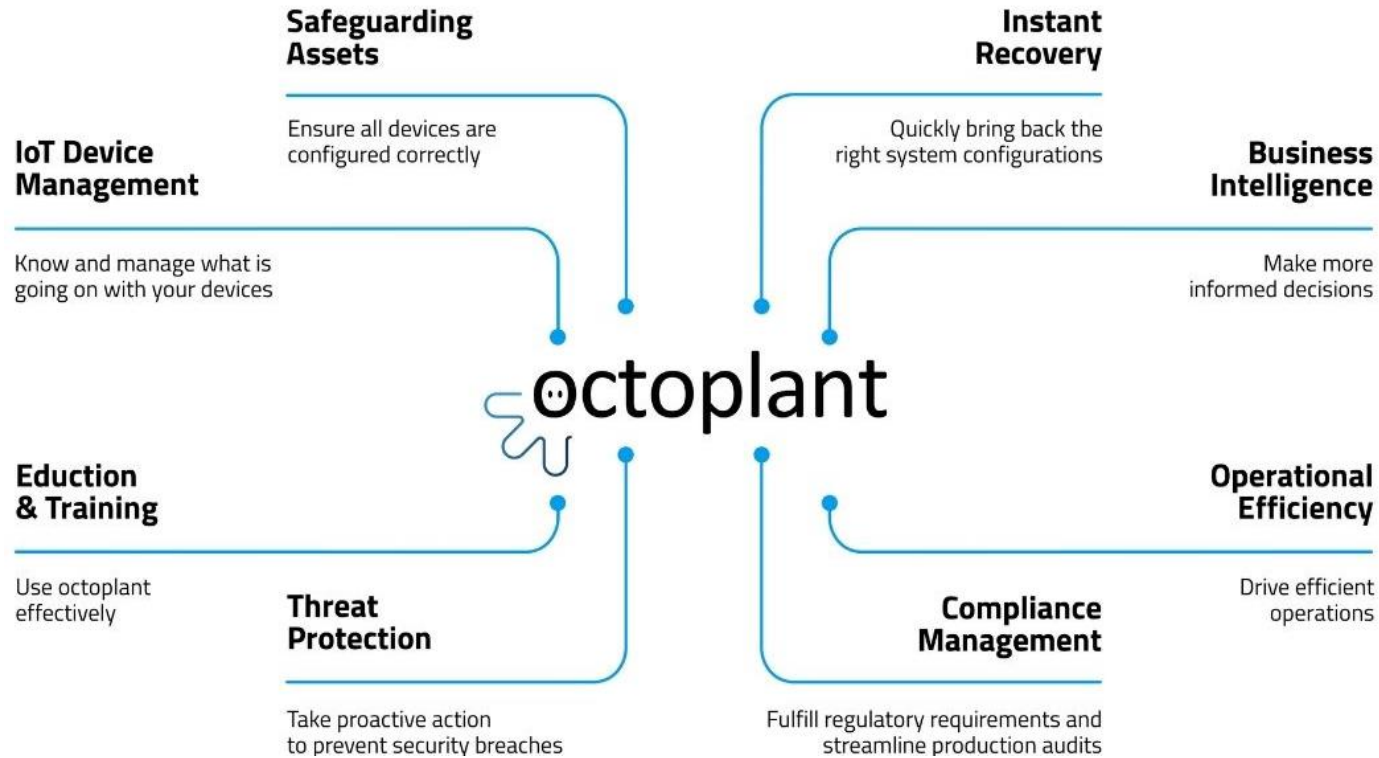 Safeguarding
Assets
Ensure all devices are
configured correctly
Instant
Recovery
Quickly bring back the
right system configurations
IoT Device
Management
Know and manage what is
going on with your devices
Business
Intelligence
Make more
informed decisions
octoplant
Eduction
& Training
Use octoplant
effectively
Operational
Efficiency
Drive efficient
operations
Threat
Protection
Take proactive action
to prevent security breaches
Compliance
Management
Fulfill regulatory requirements and
streamline production audits